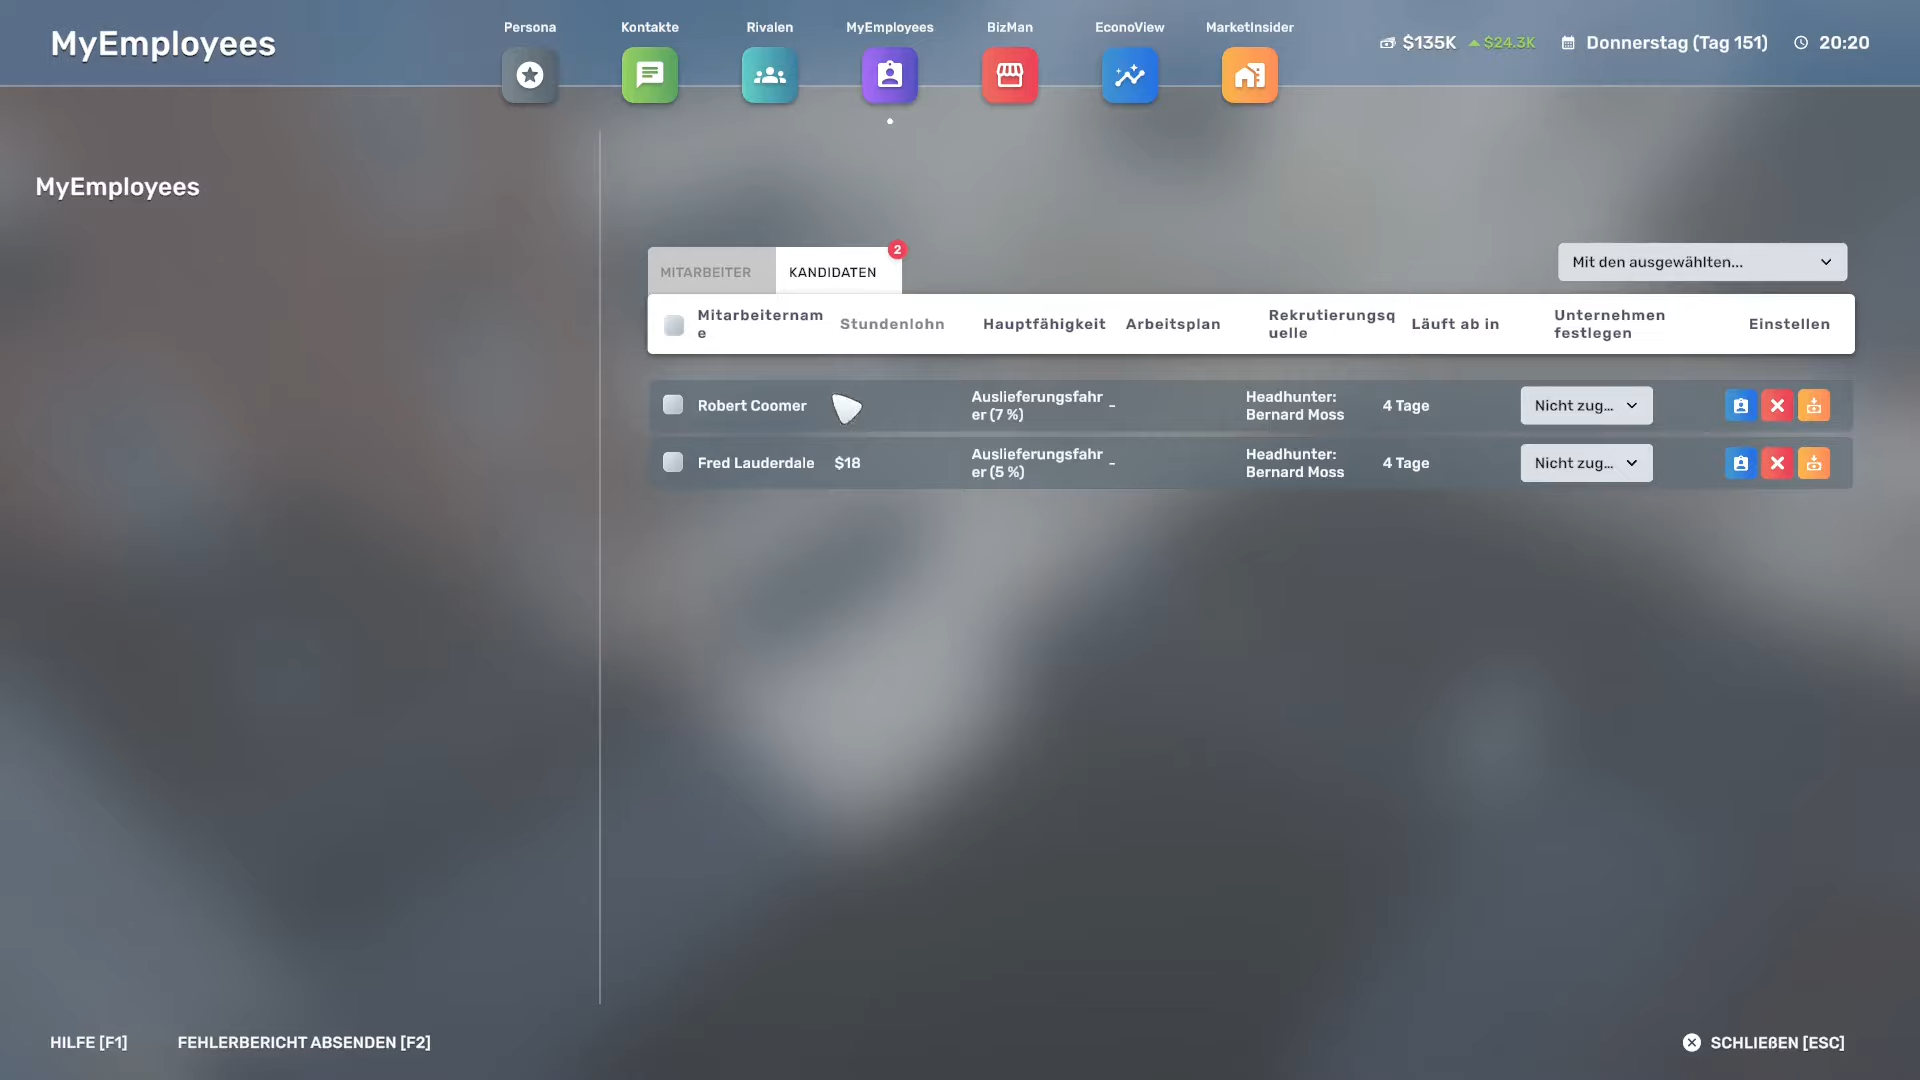 MyEmployees
Persona
Kontakte
Rivalen
MyEmployees
BizMan
EconoView
MarketInsider
$135K
$24.3K
Donnerstag (Tag 151)
20:20
MyEmployees
MITARBEITER
KANDIDATEN
2
Mit den ausgewählten...
Mitarbeiternam
e
Stundenlohn
Hauptfähigkeit
Arbeitsplan
Rekrutierungsq
uelle
Läuft ab in
Unternehmen
festlegen
Einstellen
Robert Coomer
Auslieferungsfahr
er (7 %)
-
Headhunter:
Bernard Moss
4 Tage
Nicht zug...
Fred Lauderdale
$18
Auslieferungsfahr
er (5 %)
-
Headhunter:
Bernard Moss
4 Tage
Nicht zug...
HILFE [F1]
FEHLERBERICHT ABSENDEN [F2]
SCHLIEßEN [ESC]